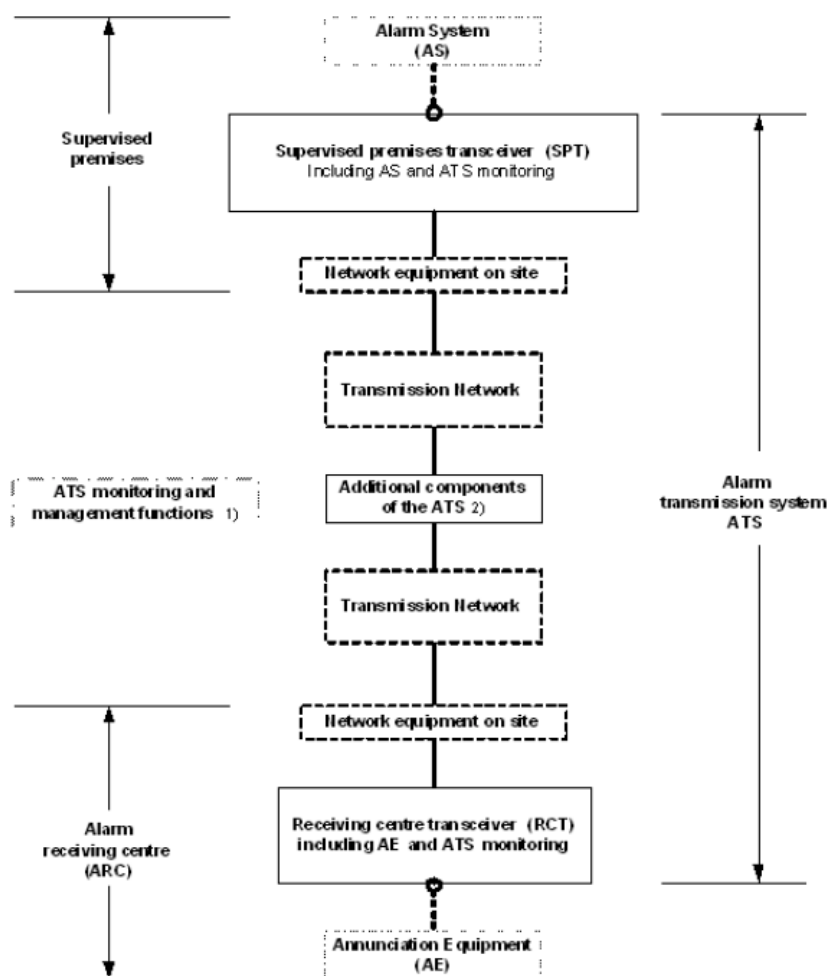 Alarm System
(AS)
Supervised
premises
Supervised premises transceiver (SPT)
Including AS and ATS monitoring
Network equipment on site
Transmission Network
ATS monitoring and
management functions 1)
Additional components
of the ATS 2)
Alarm
transmission system
ATS
Transmission Network
Network equipment on site
Alarm
receiving centre
(ARC)
Receiving centre transceiver (RCT)
including AE and ATS monitoring
Annunciation Equipment
(AE)